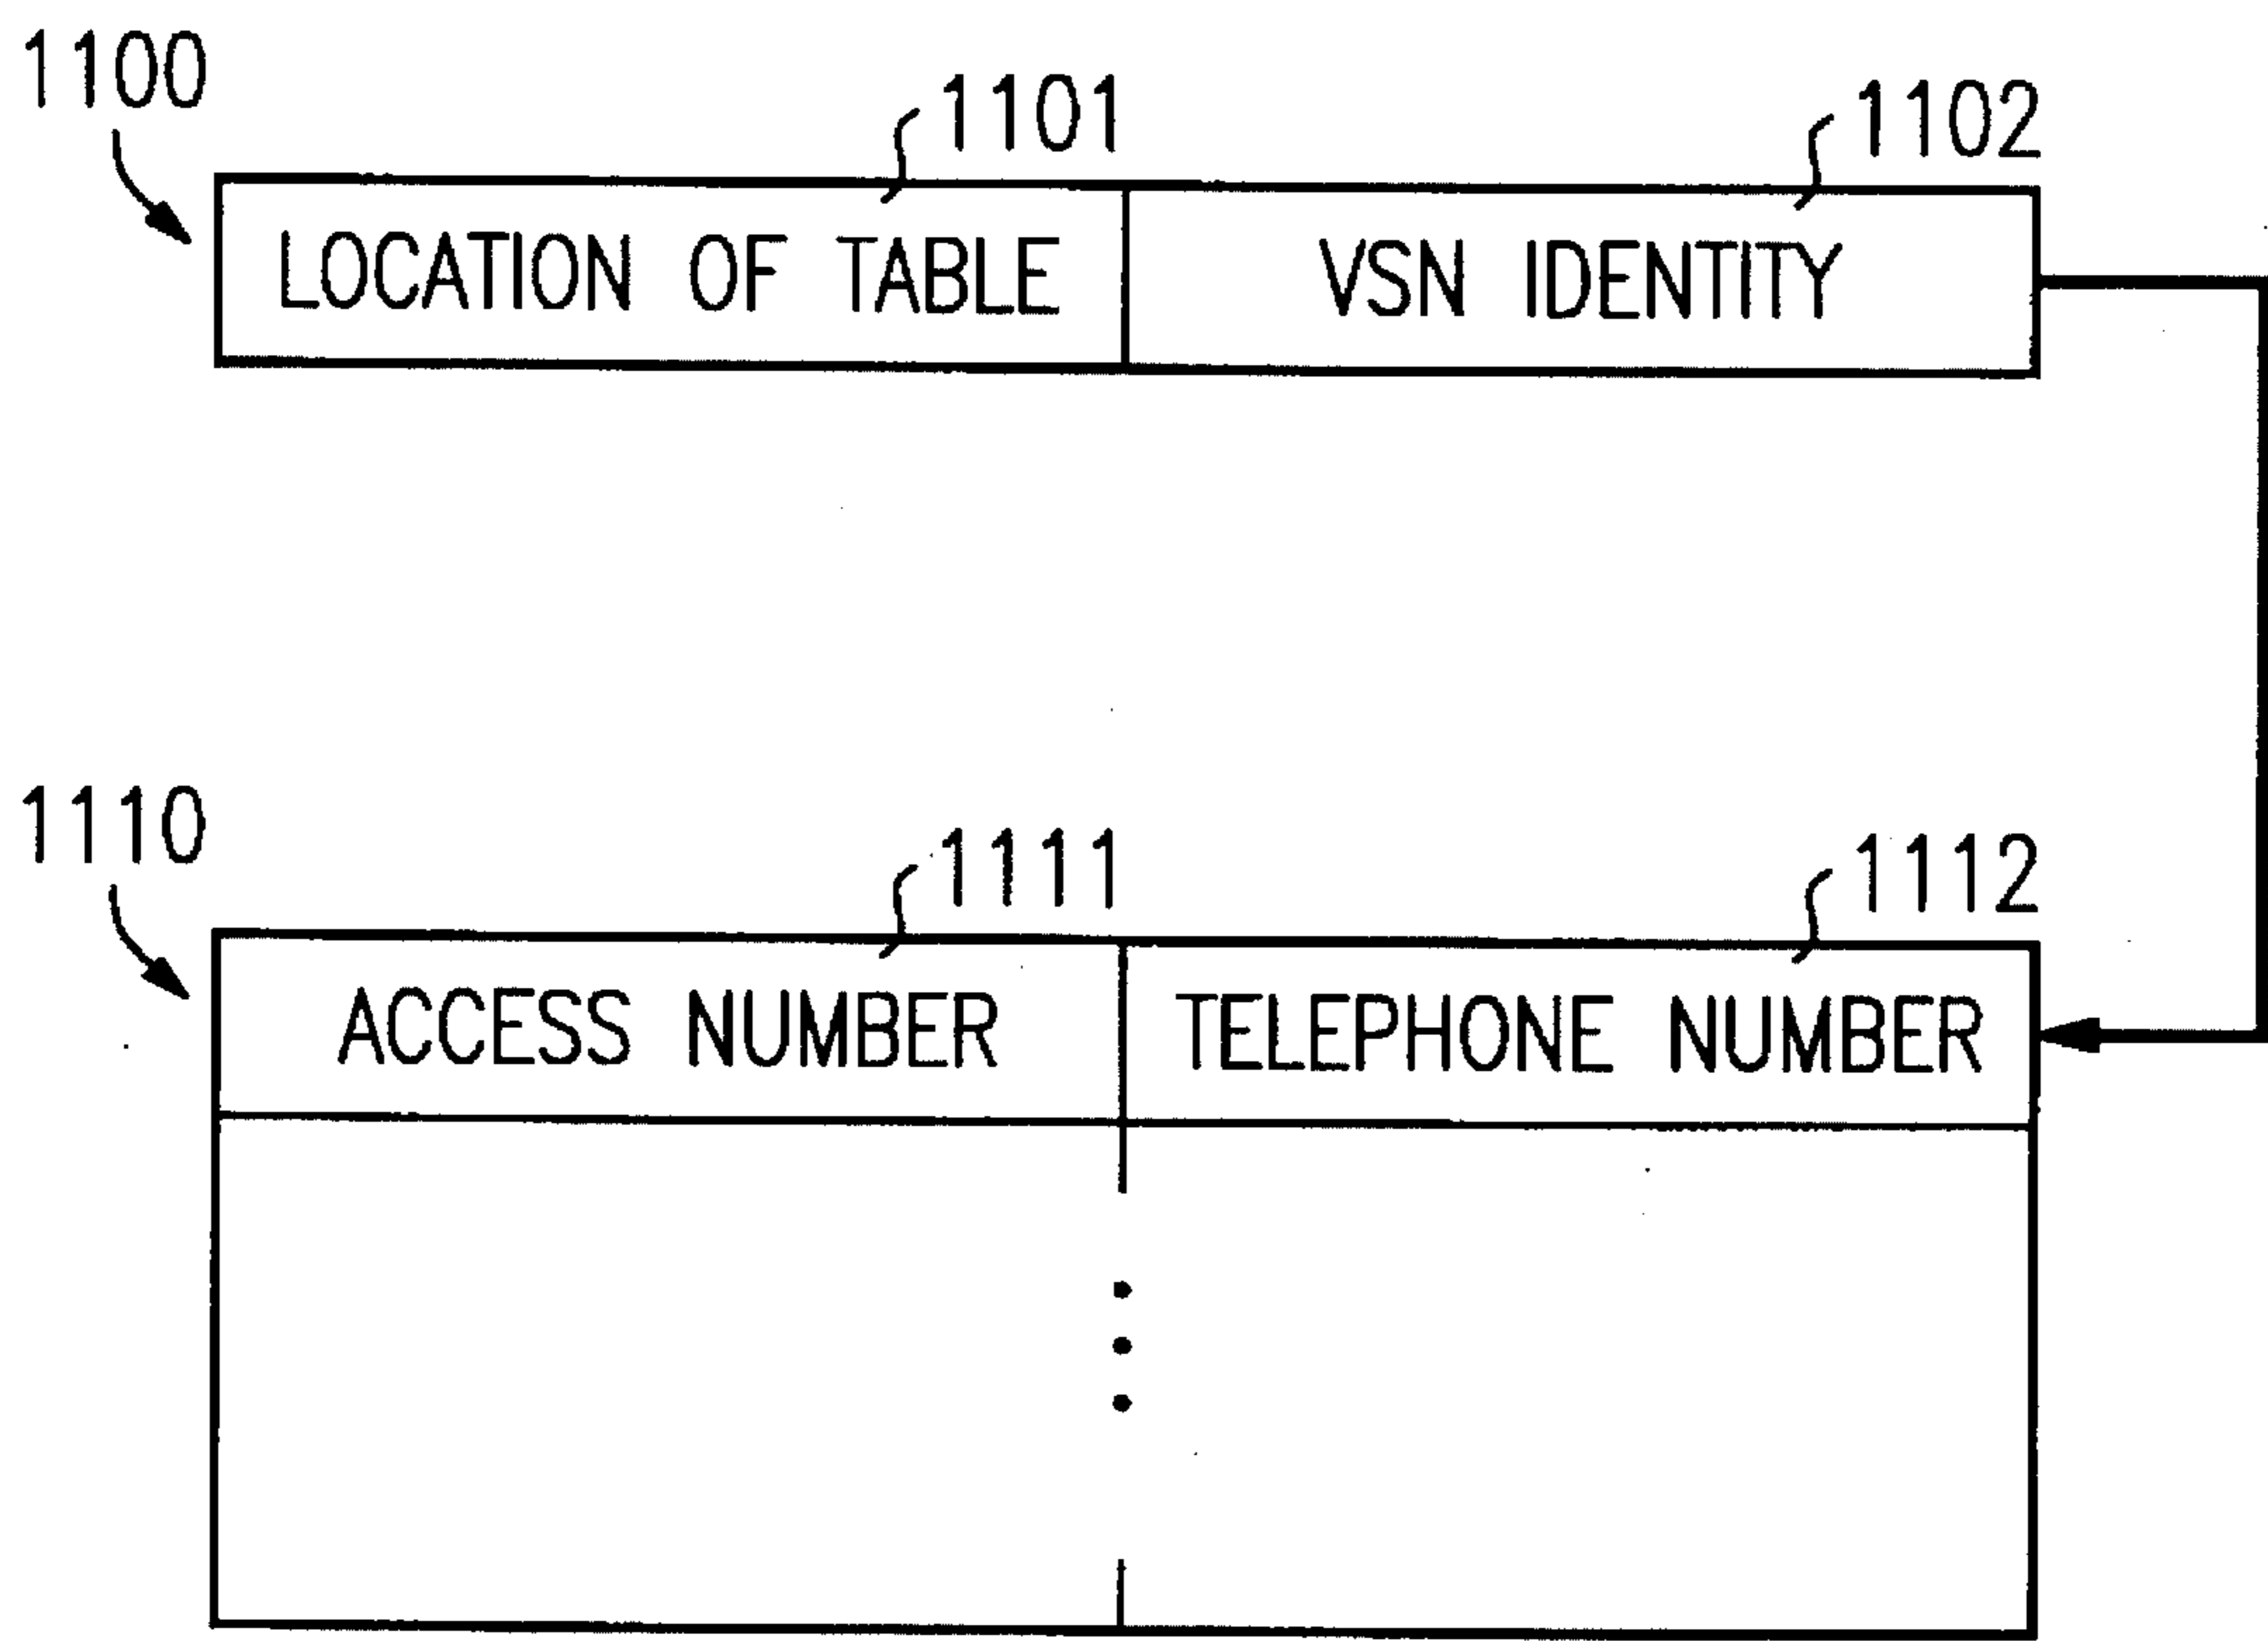 1100
1101
1102
LOCATION OF TABLE
VSN IDENTITY
1110
1111
1112
ACCESS NUMBER
TELEPHONE NUMBER